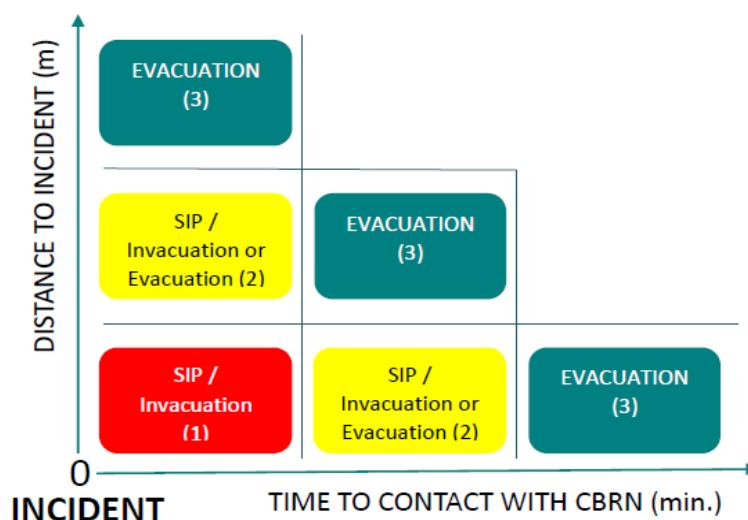 DISTANCE TO INCIDENT (m)
EVACUATION
(3)
SIP /
Invacuation or
Evacuation (2)
EVACUATION
(3)
SIP /
Invacuation
(1)
SIP /
Invacuation or
Evacuation (2)
EVACUATION
(3)
0
INCIDENT
TIME TO CONTACT WITH CBRN (min.)